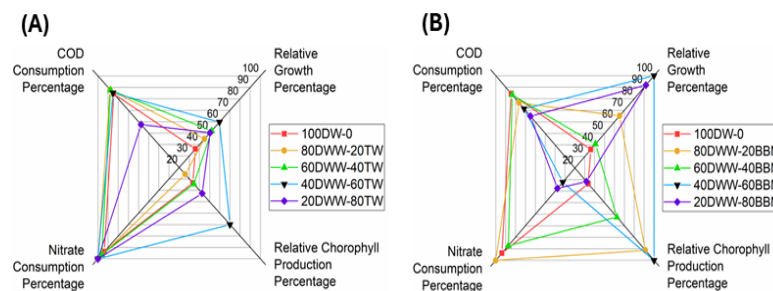 (A)
COD
Consumption
Percentage
100
90
80
70
60
50
40
30
20
Relative
Growth
Percentage
100DW-0
80DWW-20TW
60DWW-40TW
40DWW-60TW
20DWW-80TW
Nitrate
Consumption
Percentage
Relative Chorophyll
Production
Percentage
(B)
COD
Consumption
Percentage
100
90
80
70
60
50
40
30
20
Relative
Growth
Percentage
100DW-0
80DWW-20BBM
60DWW-40BBM
40DWW-60BBM
20DWW-80BBM
Nitrate
Consumption
Percentage
Relative Chorophyll
Production
Percentage